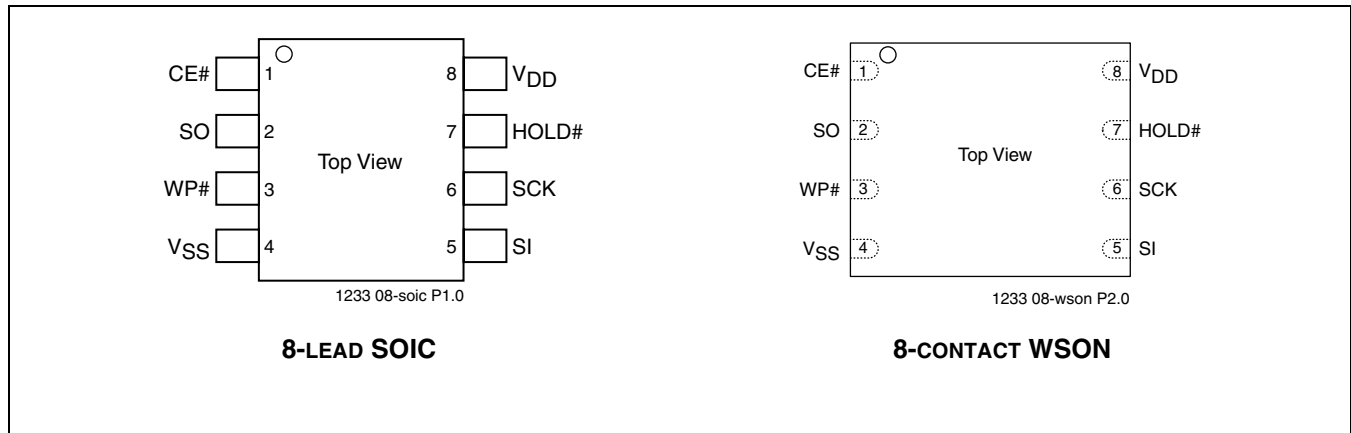 CE# 1 8 VDD
SO 2 7 HOLD#
Top View
WP# 3 6 SCK
VSS 4 5 SI
1233 08-soic P1.0
8-LEAD SOIC
CE# 1 8 VDD
SO 2 7 HOLD#
Top View
WP# 3 6 SCK
VSS 4 5 SI
1233 08-wson P2.0
8-CONTACT WSON